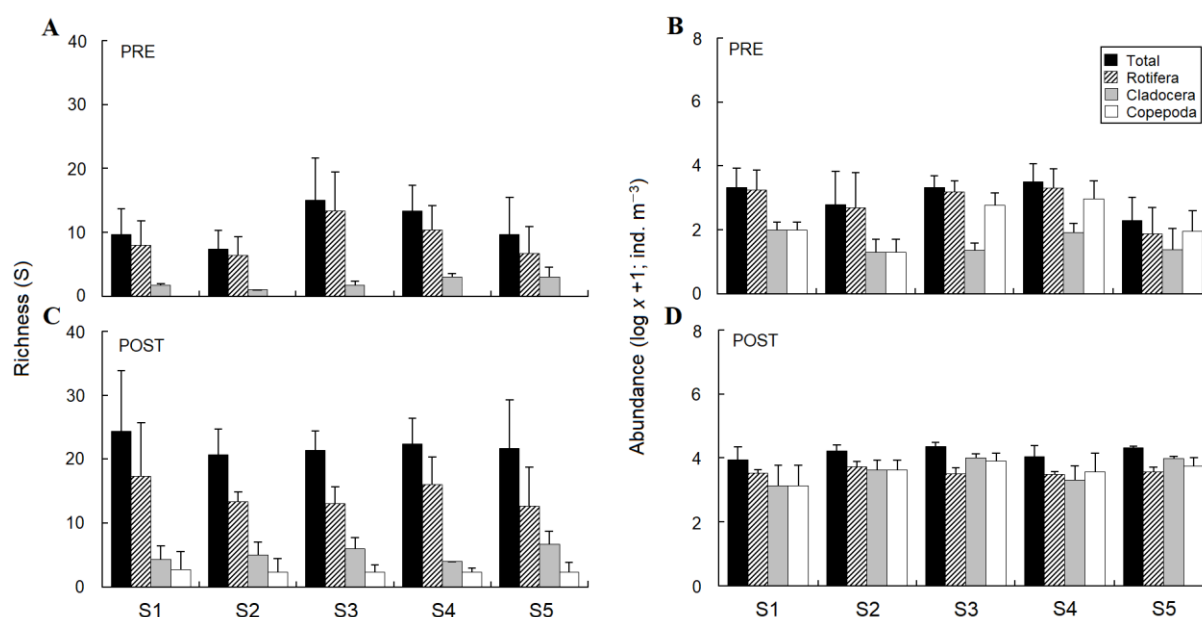 A
PRE
40
30
20
10
0
B
PRE
8
6
4
2
0
Total
Rotifera
Cladocera
Copepoda
Richness (S)
Abundance (log x +1; ind. m⁻³)
C
POST
40
30
20
10
0
S1 S2 S3 S4 S5
D
POST
8
6
4
2
0
S1 S2 S3 S4 S5